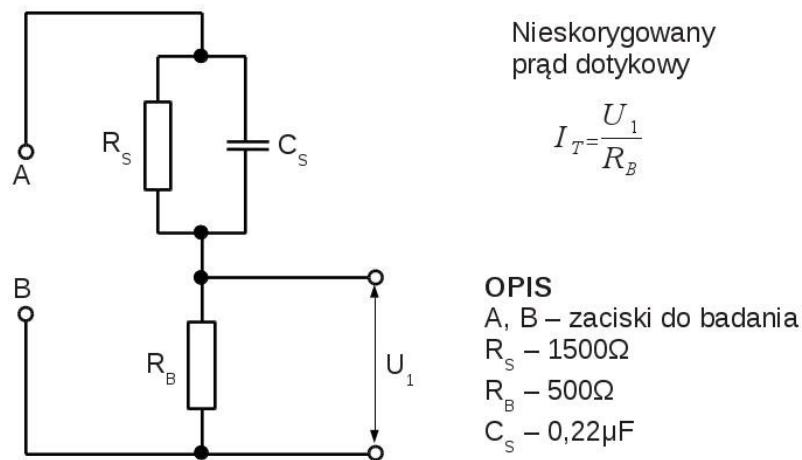 Nieskorygowany
prąd dotykowy
I_T=U_1/R_B
R_S
C_S
A
B
R_B
U_1
OPIS
A, B – zaciski do badania
R_S – 1500Ω
R_B – 500Ω
C_S – 0,22µF